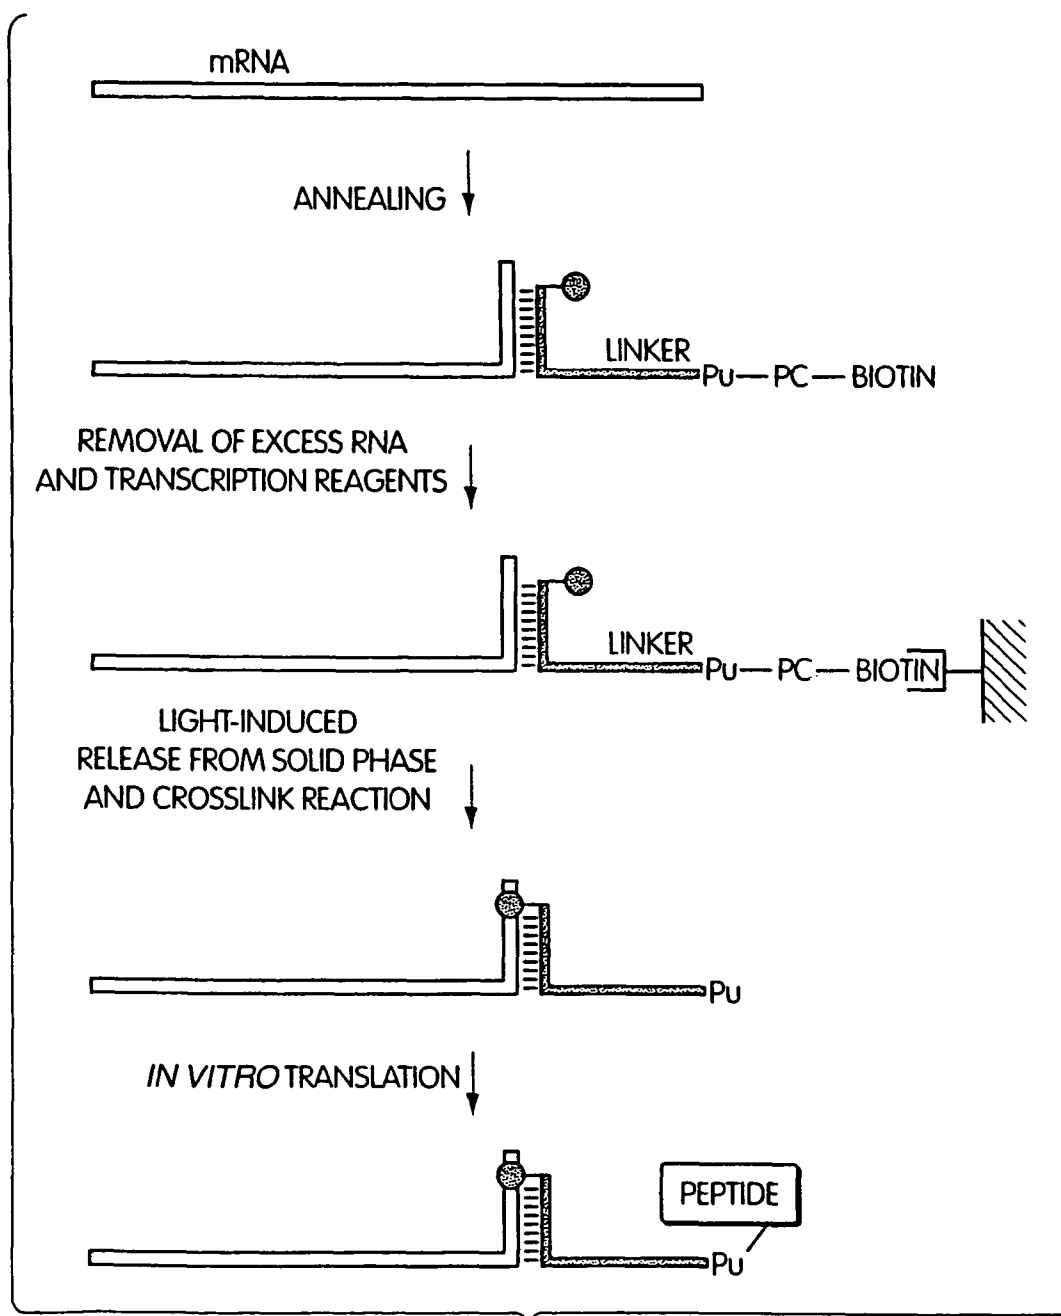 mRNA
ANNEALING
LINKER
Pu — PC — BIOTIN
REMOVAL OF EXCESS RNA
AND TRANSCRIPTION REAGENTS
LINKER
Pu — PC — BIOTIN
LIGHT-INDUCED
RELEASE FROM SOLID PHASE
AND CROSSLINK REACTION
Pu
IN VITRO TRANSLATION
PEPTIDE
Pu